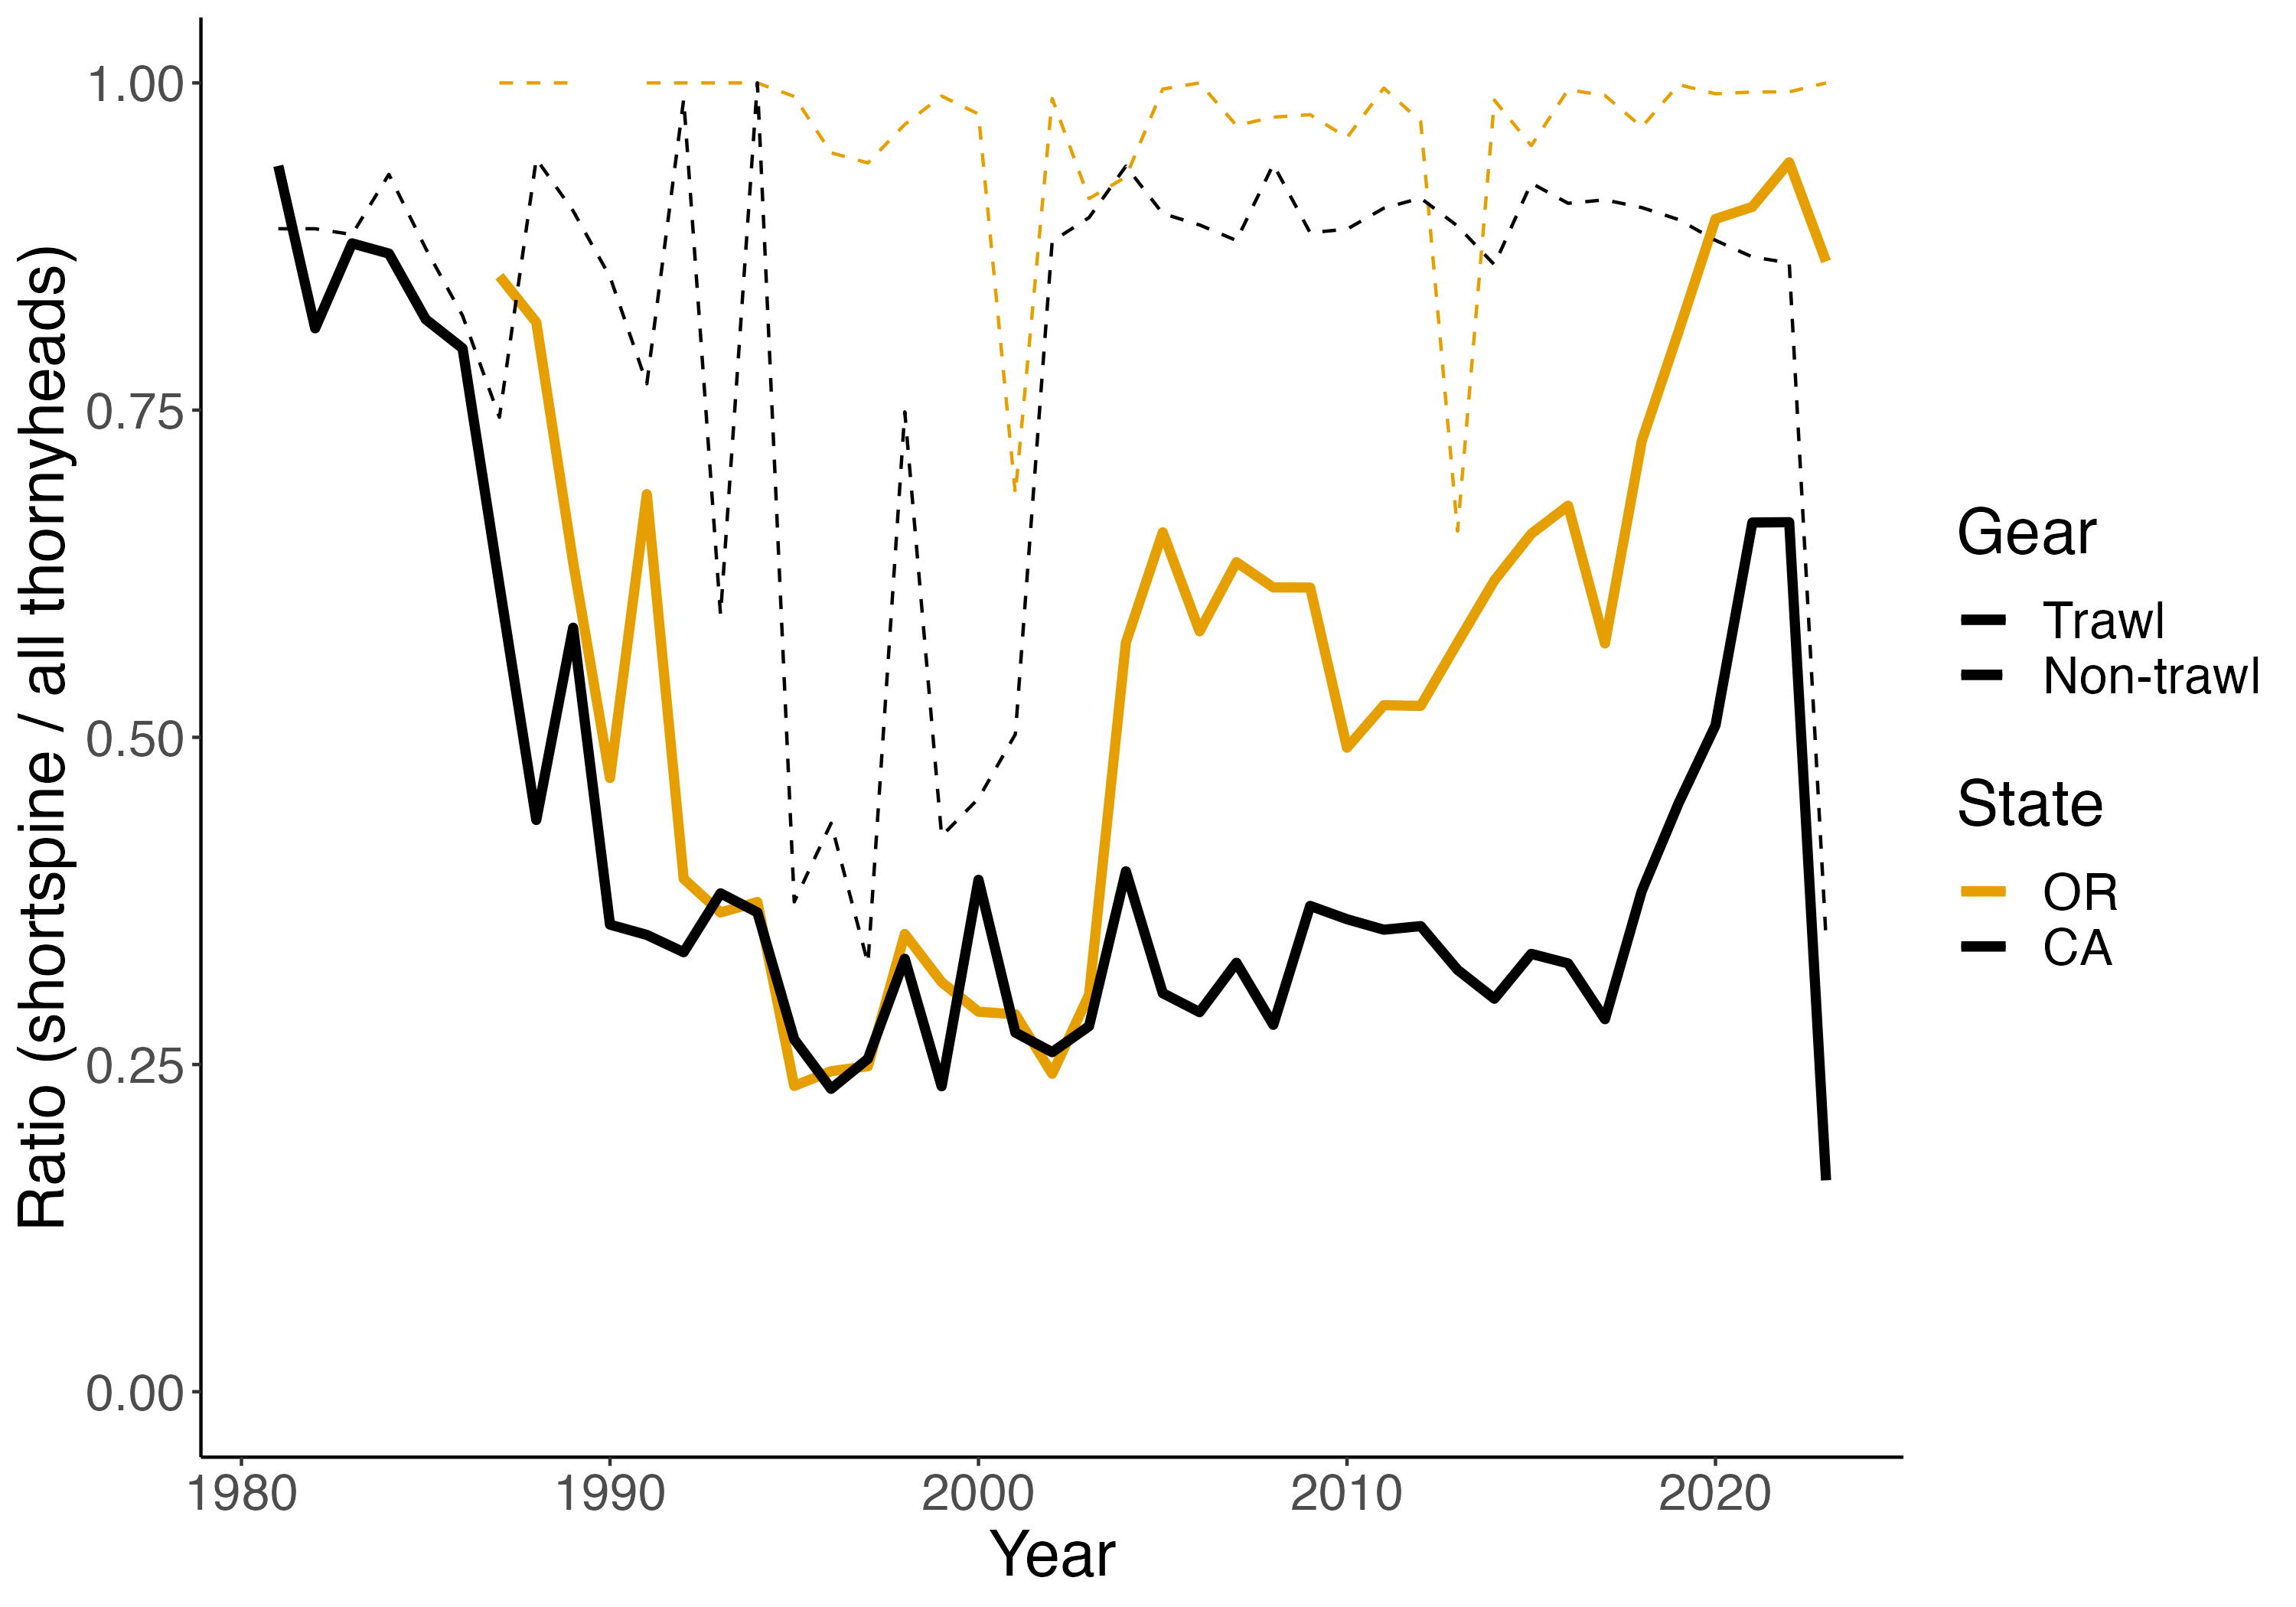 Ratio (shortspine / all thornyheads)
1.00
0.75
0.50
0.25
0.00
1980
1990
2000
2010
2020
Year
Gear
Trawl
Non-trawl
State
OR
CA